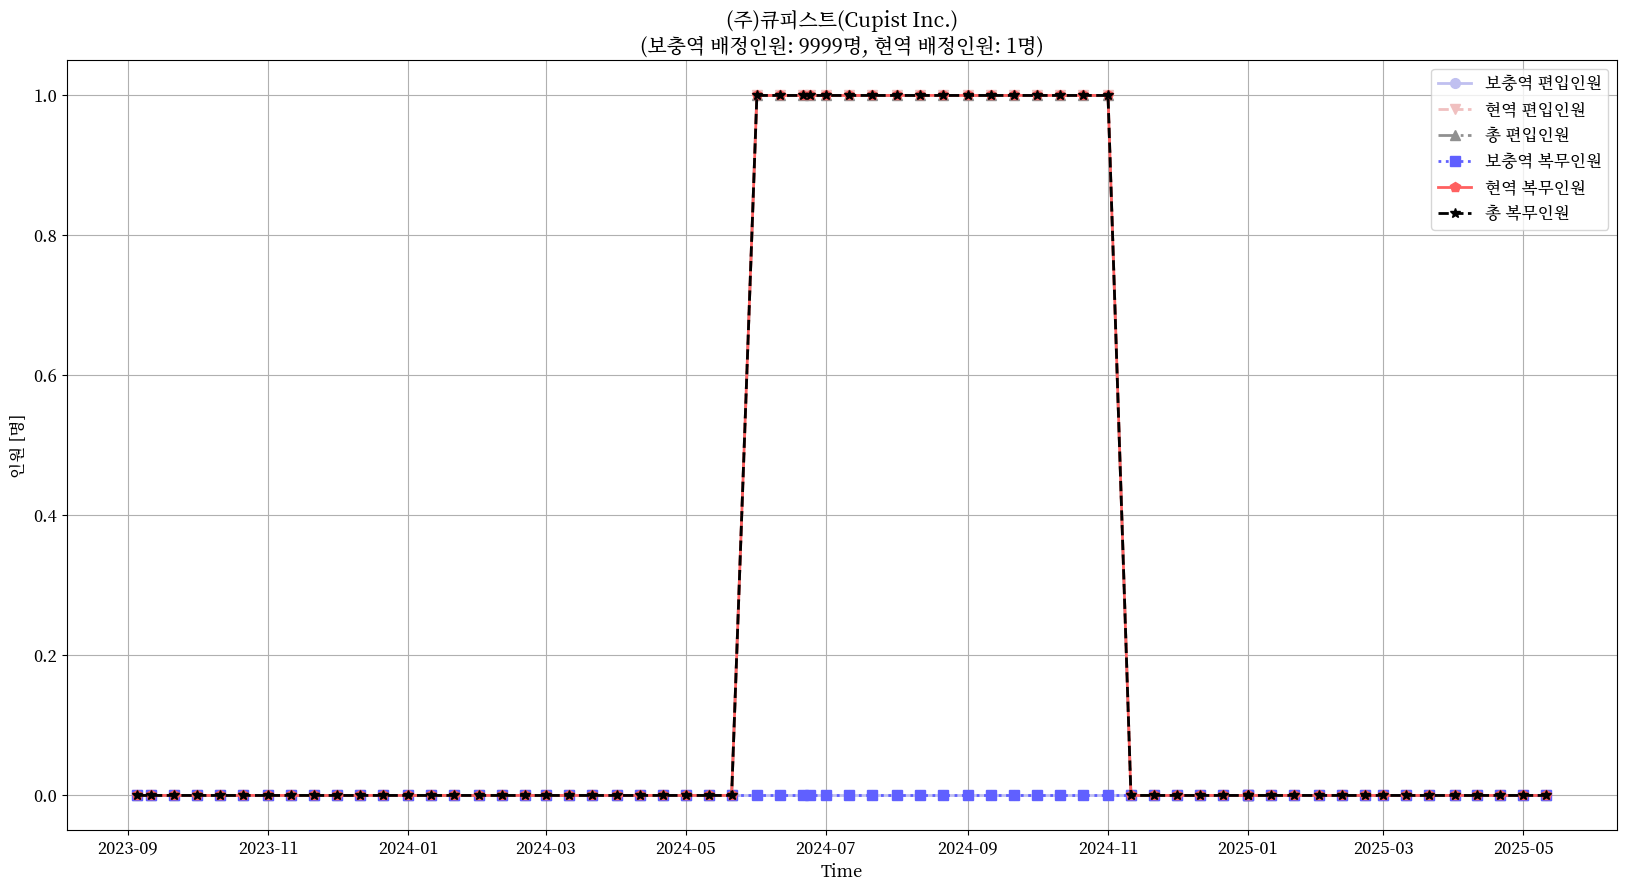 (주)큐피스트(Cupist Inc.)
(보충역 배정인원: 9999명, 현역 배정인원: 1명)
보충역 편입인원
현역 편입인원
총 편입인원
보충역 복무인원
현역 복무인원
총 복무인원
인원 [명]
1.0
0.8
0.6
0.4
0.2
0.0
2023-09 2023-11 2024-01 2024-03 2024-05 2024-07 2024-09 2024-11 2025-01 2025-03 2025-05
Time